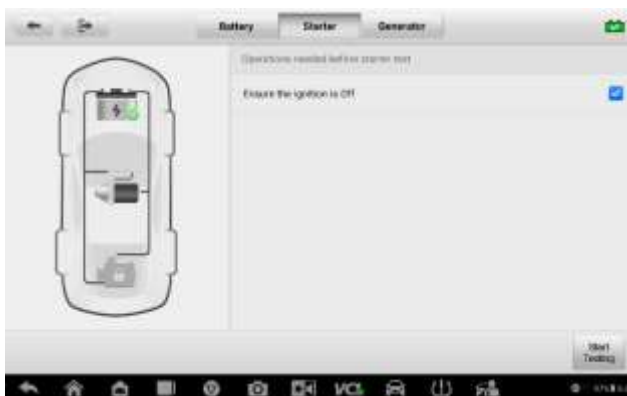 Battery Starter Generator
Operations needed before starter test
Ensure the ignition is Off
Start
Testing
VCI